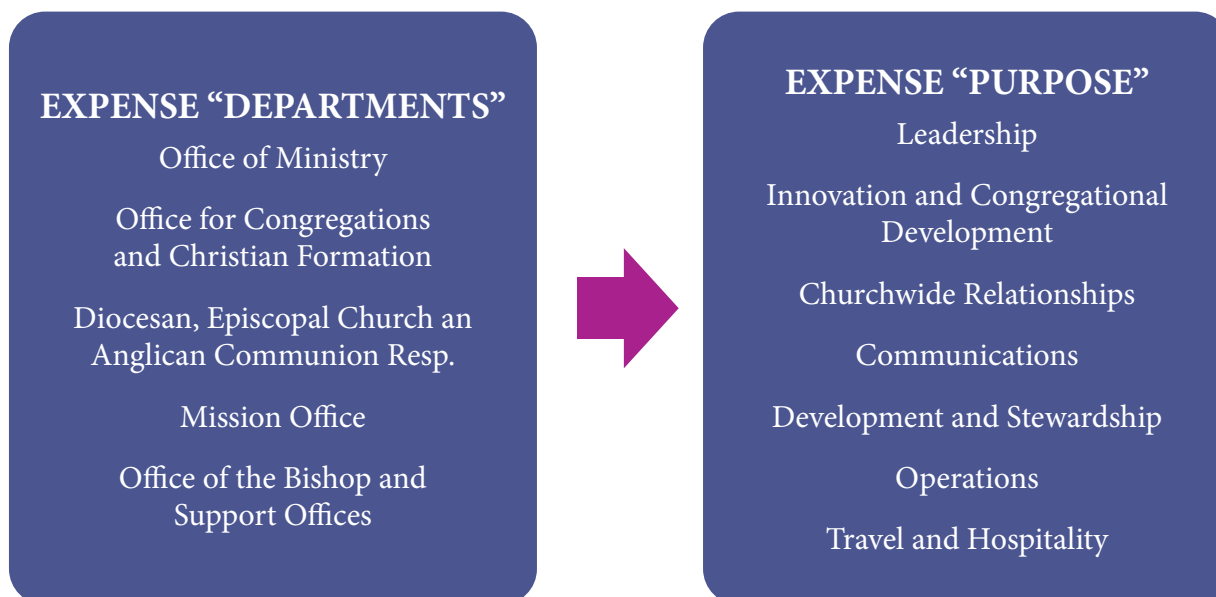 EXPENSE “DEPARTMENTS”
Office of Ministry
Office for Congregations
and Christian Formation
Diocesan, Episcopal Church an
Anglican Communion Resp.
Mission Office
Office of the Bishop and
Support Offices
EXPENSE “PURPOSE”
Leadership
Innovation and Congregational
Development
Churchwide Relationships
Communications
Development and Stewardship
Operations
Travel and Hospitality